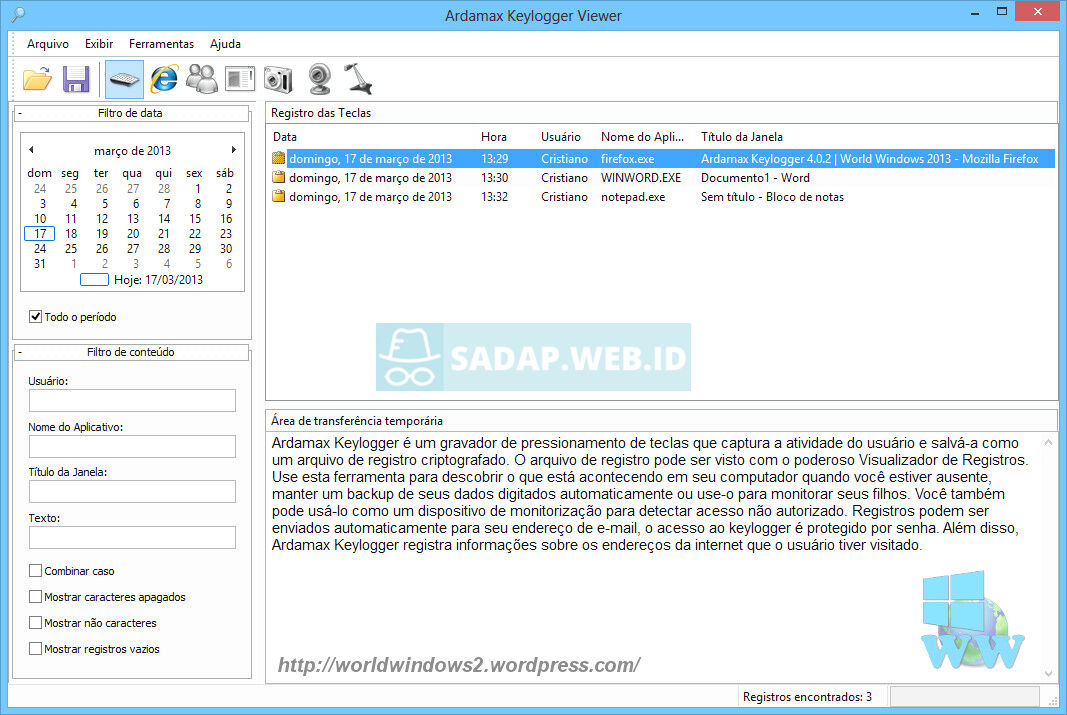 Ardamax Keylogger Viewer
Arquivo Exibir Ferramentas Ajuda
- Filtro de data
março de 2013
dom seg ter qua qui sex sáb
24 25 26 27 28 1 2
3 4 5 6 7 8 9
10 11 12 13 14 15 16
17 18 19 20 21 22 23
24 25 26 27 28 29 30
31 1 2 3 4 5 6
Hoje: 17/03/2013
Todo o período
- Filtro de conteúdo
Usuário:
Nome do Aplicativo:
Título da Janela:
Texto:
Combinar caso
Mostrar caracteres apagados
Mostrar não caracteres
Mostrar registros vazios
Registro das Teclas
Data Hora Usuário Nome do Apli... Título da Janela
domingo, 17 de março de 2013 13:29 Cristiano firefox.exe Ardamax Keylogger 4.0.2 | World Windows 2013 - Mozilla Firefox
domingo, 17 de março de 2013 13:30 Cristiano WINWORD.EXE Documento1 - Word
domingo, 17 de março de 2013 13:32 Cristiano notepad.exe Sem título - Bloco de notas
SADAP.WEB.ID
Área de transferência temporária
Ardamax Keylogger é um gravador de pressionamento de teclas que captura a atividade do usuário e salvá-a como
um arquivo de registro criptografado. O arquivo de registro pode ser visto com o poderoso Visualizador de Registros.
Use esta ferramenta para descobrir o que está acontecendo em seu computador quando você estiver ausente,
manter um backup de seus dados digitados automaticamente ou use-o para monitorar seus filhos. Você também
pode usá-lo como um dispositivo de monitorização para detectar acesso não autorizado. Registros podem ser
enviados automaticamente para seu endereço de e-mail, o acesso ao keylogger é protegido por senha. Além disso,
Ardamax Keylogger registra informações sobre os endereços da internet que o usuário tiver visitado.
WW
http://worldwindows2.wordpress.com/
Registros encontrados: 3